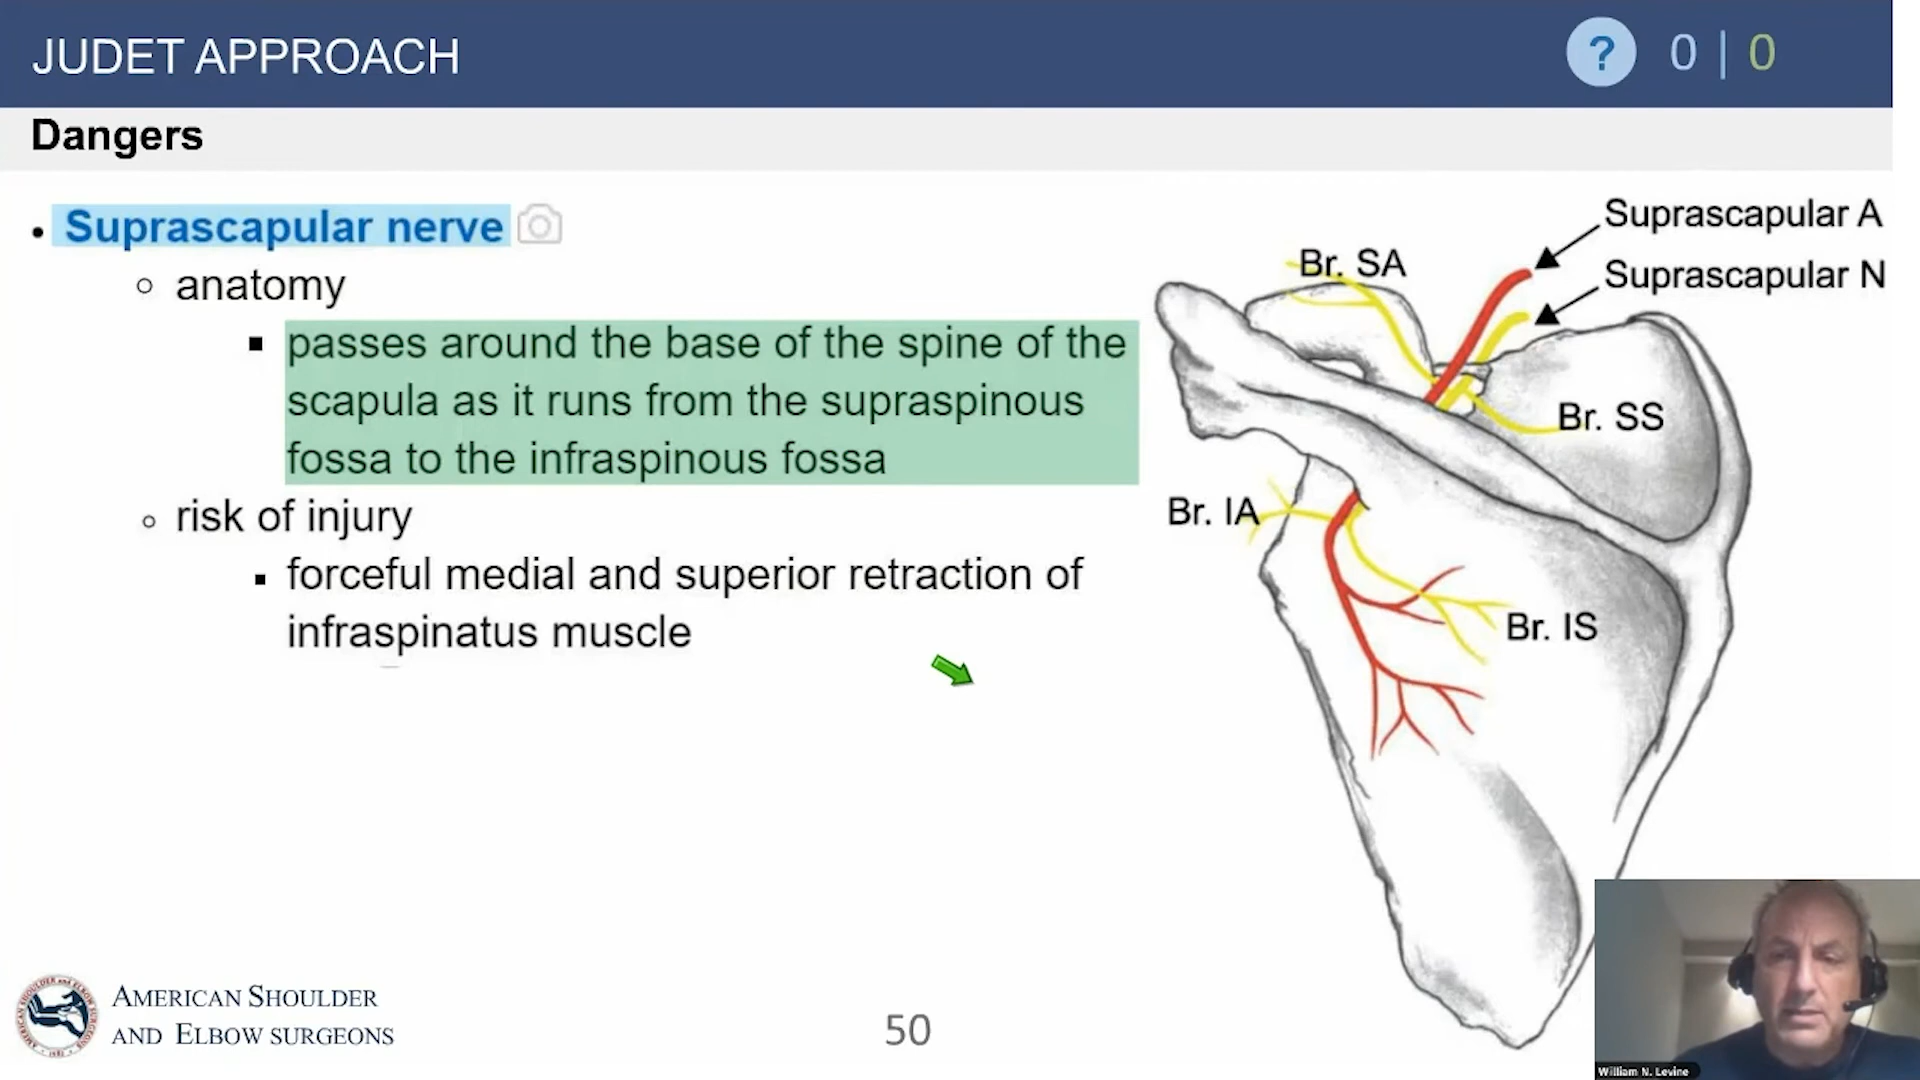 JUDET APPROACH
? 0 | 0
Dangers
• Suprascapular nerve
anatomy
passes around the base of the spine of the
scapula as it runs from the supraspinous
fossa to the infraspinous fossa
risk of injury
forceful medial and superior retraction of
infraspinatus muscle
Suprascapular A
Suprascapular N
Br. SA
Br. SS
Br. IA
Br. IS
AMERICAN SHOULDER
AND ELBOW SURGEONS
50
William N. Levine